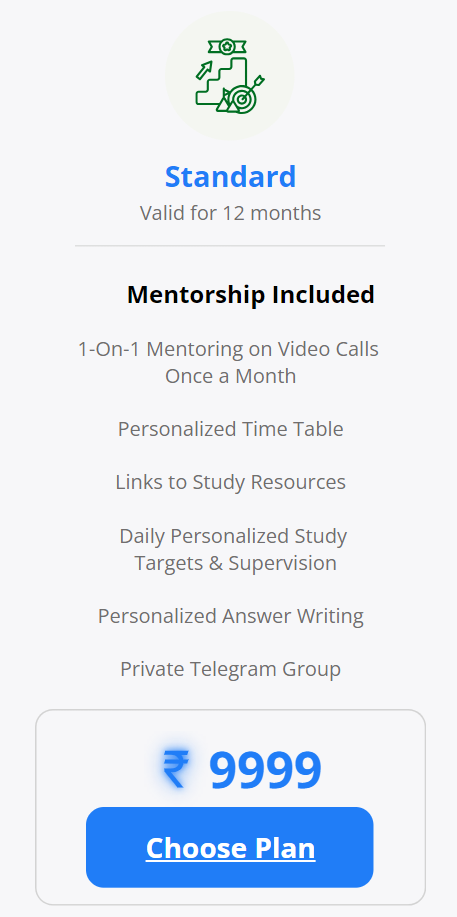 Standard
Valid for 12 months
Mentorship Included
1-On-1 Mentoring on Video Calls
Once a Month
Personalized Time Table
Links to Study Resources
Daily Personalized Study
Targets & Supervision
Personalized Answer Writing
Private Telegram Group
₹ 9999
Choose Plan